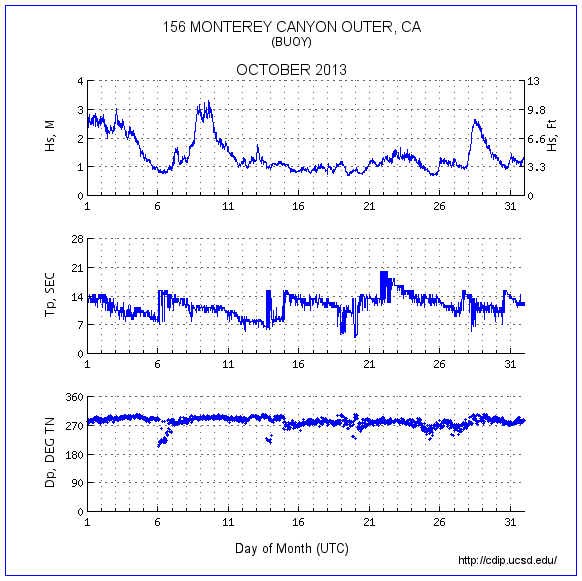 156 MONTEREY CANYON OUTER, CA
(BUOY)
OCTOBER 2013
4 13
3 9.8
2 6.6
1 3.3
0 0
Hs, M
Hs, Ft
1 6 11 16 21 26 31
28
21
14
7
0
Tp, SEC
1 6 11 16 21 26 31
360
270
180
90
0
Dp, DEG TN
1 6 11 16 21 26 31
Day of Month (UTC)
http://cdip.ucsd.edu/